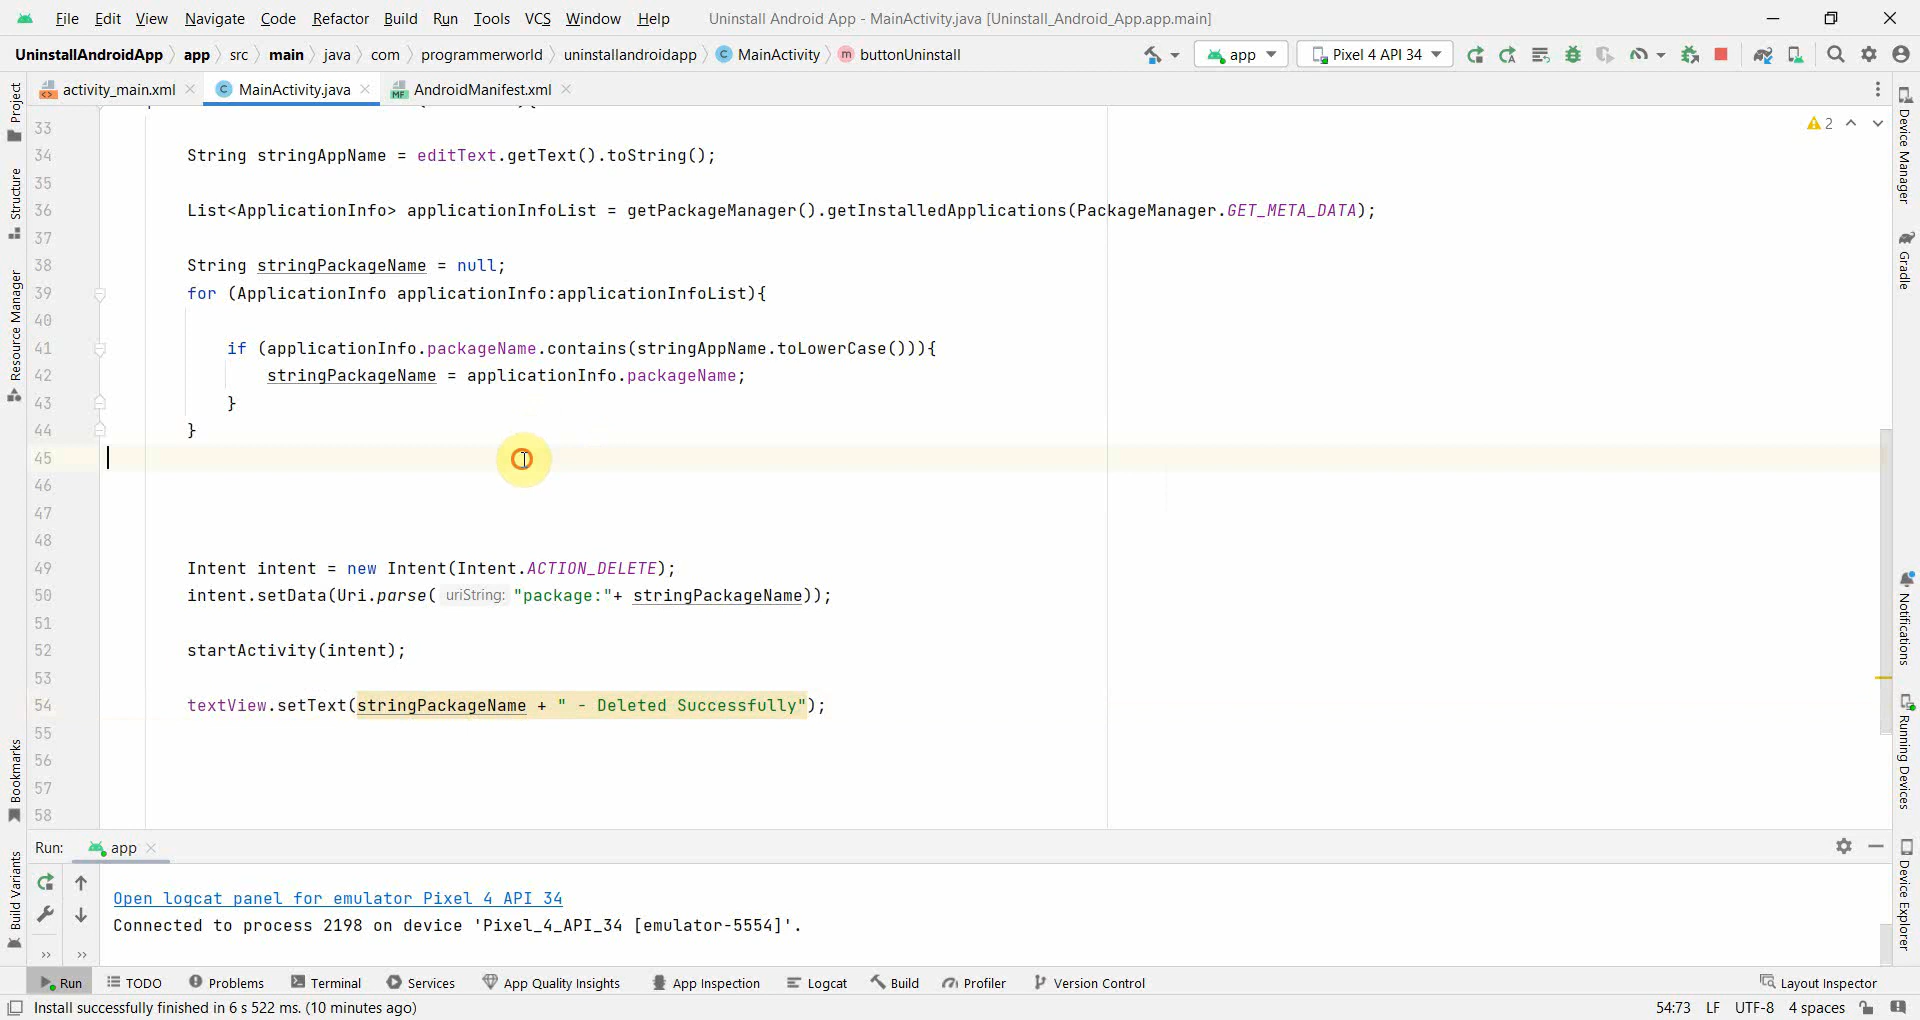 File Edit View Navigate Code Refactor Build Run Tools VCS Window Help Uninstall Android App - MainActivity.java [Uninstall_Android_App.app.main]
UninstallAndroidApp app src main java com programmerworld uninstallandroidapp C MainActivity m buttonUninstall app Pixel 4 API 34
activity_main.xml C MainActivity.java MF AndroidManifest.xml
2
33
34 String stringAppName = editText.getText().toString();
35
36 List<ApplicationInfo> applicationInfoList = getPackageManager().getInstalledApplications(PackageManager.GET_META_DATA);
37
38 String stringPackageName = null;
39 for (ApplicationInfo applicationInfo:applicationInfoList){
40
41 if (applicationInfo.packageName.contains(stringAppName.toLowerCase())){
42 stringPackageName = applicationInfo.packageName;
43 }
44 }
45
46
47
48
49 Intent intent = new Intent(Intent.ACTION_DELETE);
50 intent.setData(Uri.parse( uriString: "package:"+ stringPackageName));
51
52 startActivity(intent);
53
54 textView.setText(stringPackageName + " - Deleted Successfully");
55
56
57
58
Project
Structure
Resource Manager
Bookmarks
Build Variants
Device Manager
Gradle
Notifications
Running Devices
Device Explorer
Run: app
Open logcat panel for emulator Pixel 4 API 34
Connected to process 2198 on device 'Pixel_4_API_34 [emulator-5554]'.
Run TODO Problems Terminal Services App Quality Insights App Inspection Logcat Build Profiler Version Control Layout Inspector
Install successfully finished in 6 s 522 ms. (10 minutes ago) 54:73 LF UTF-8 4 spaces